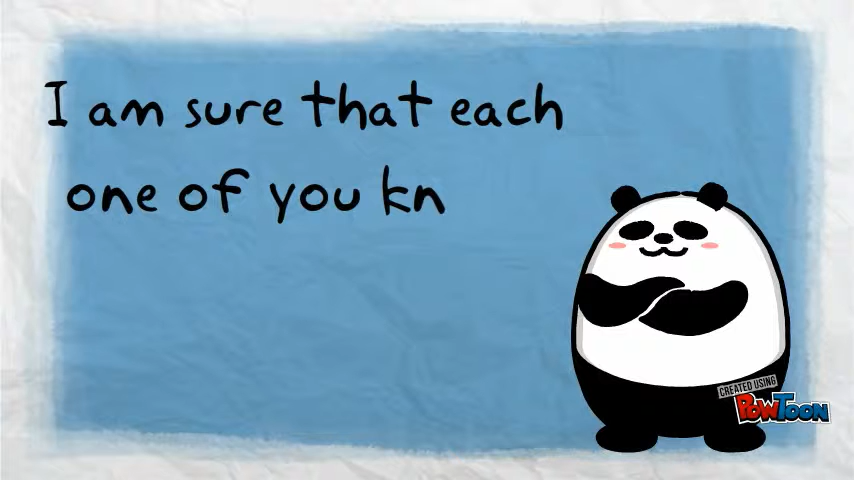 I am sure that each
one of you kn
CREATED USING
POWTOON